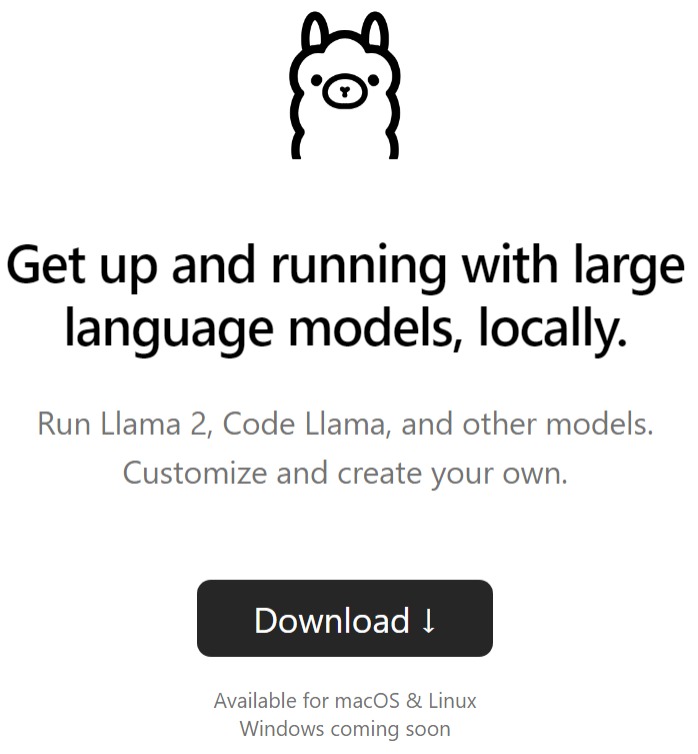 Get up and running with large
language models, locally.
Run Llama 2, Code Llama, and other models.
Customize and create your own.
Download ↓
Available for macOS & Linux
Windows coming soon